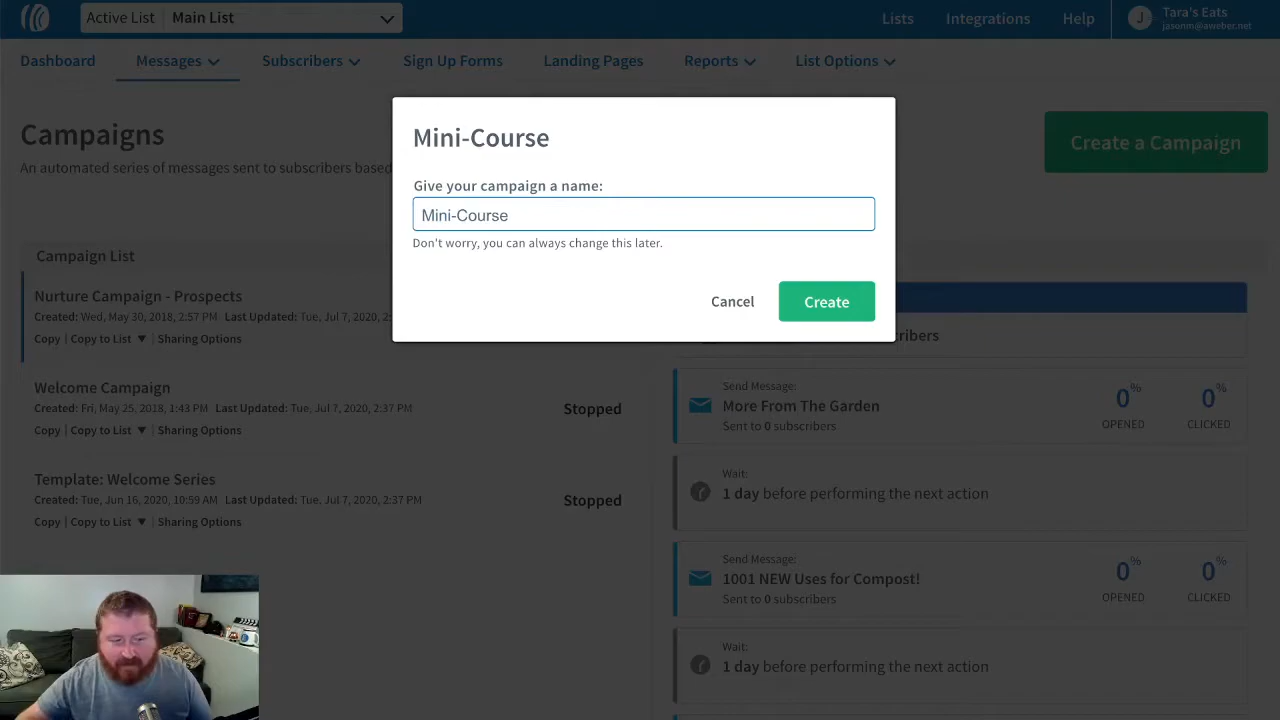 Active List Main List
Lists Integrations Help
J Tara's Eats
jasonm@aweber.net
Dashboard Messages Subscribers Sign Up Forms Landing Pages Reports List Options
Campaigns
An automated series of messages sent to subscribers based
Create a Campaign
Mini-Course
Give your campaign a name:
Mini-Course
Don't worry, you can always change this later.
Cancel Create
Campaign List
Nurture Campaign - Prospects
Created: Wed, May 30, 2018, 2:57 PM Last Updated: Tue, Jul 7, 2020, 2:
Copy | Copy to List ▼ | Sharing Options
Welcome Campaign
Created: Fri, May 25, 2018, 1:43 PM Last Updated: Tue, Jul 7, 2020, 2:37 PM
Copy | Copy to List ▼ | Sharing Options
Stopped
Template: Welcome Series
Created: Tue, Jun 16, 2020, 10:59 AM Last Updated: Tue, Jul 7, 2020, 2:37 PM
Copy | Copy to List ▼ | Sharing Options
Stopped
Send Message:
More From The Garden
Sent to 0 subscribers
0% OPENED
0% CLICKED
Wait:
1 day before performing the next action
Send Message:
1001 NEW Uses for Compost!
Sent to 0 subscribers
0% OPENED
0% CLICKED
Wait:
1 day before performing the next action